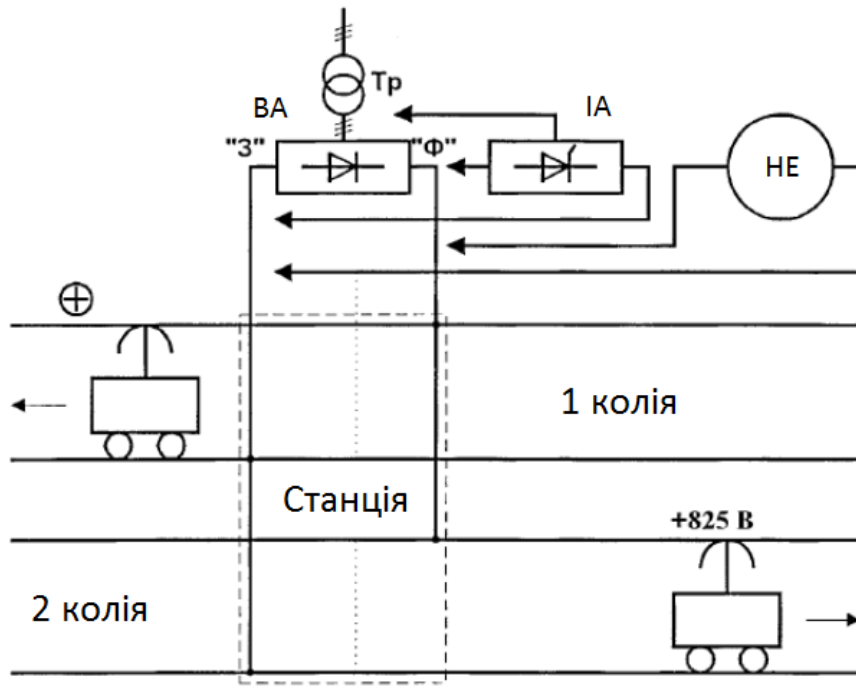 Тр
ВА
ІА
"З"
"Ф"
НЕ
1 колія
Станція
+825 В
2 колія